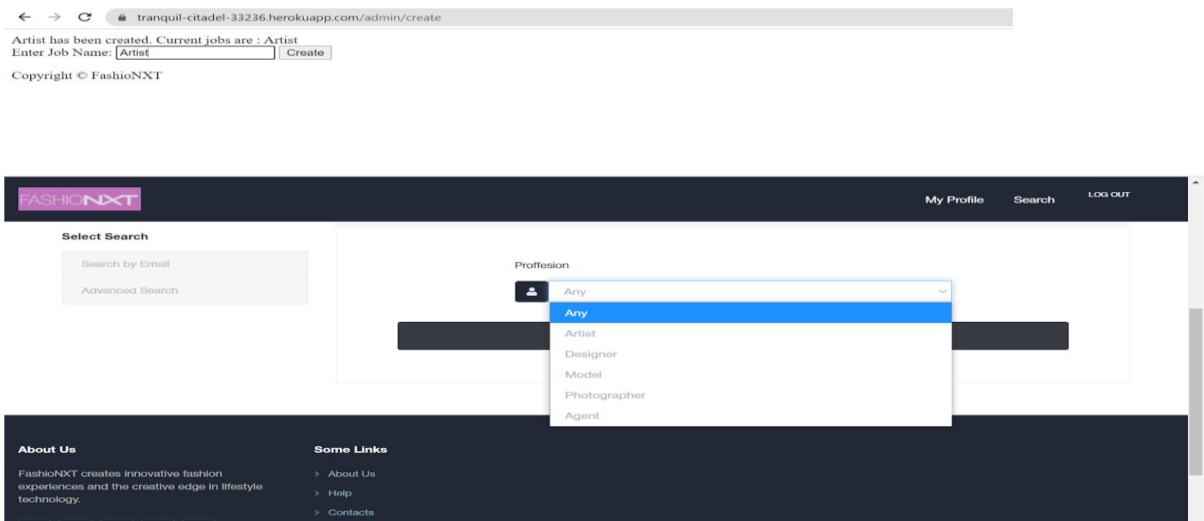 tranquil-citadel-33236.herokuapp.com/admin/create
Artist has been created. Current jobs are : Artist
Enter Job Name: Artist Create
Copyright © FashioNXT
FASHIONXT My Profile Search LOG OUT
Select Search
Search by Email
Advanced Search
Proffesion
Any
Any
Artist
Designer
Model
Photographer
Agent
About Us
FashioNXT creates innovative fashion
experiences and the creative edge in lifestyle
technology.
Some Links
> About Us
> Help
> Contacts